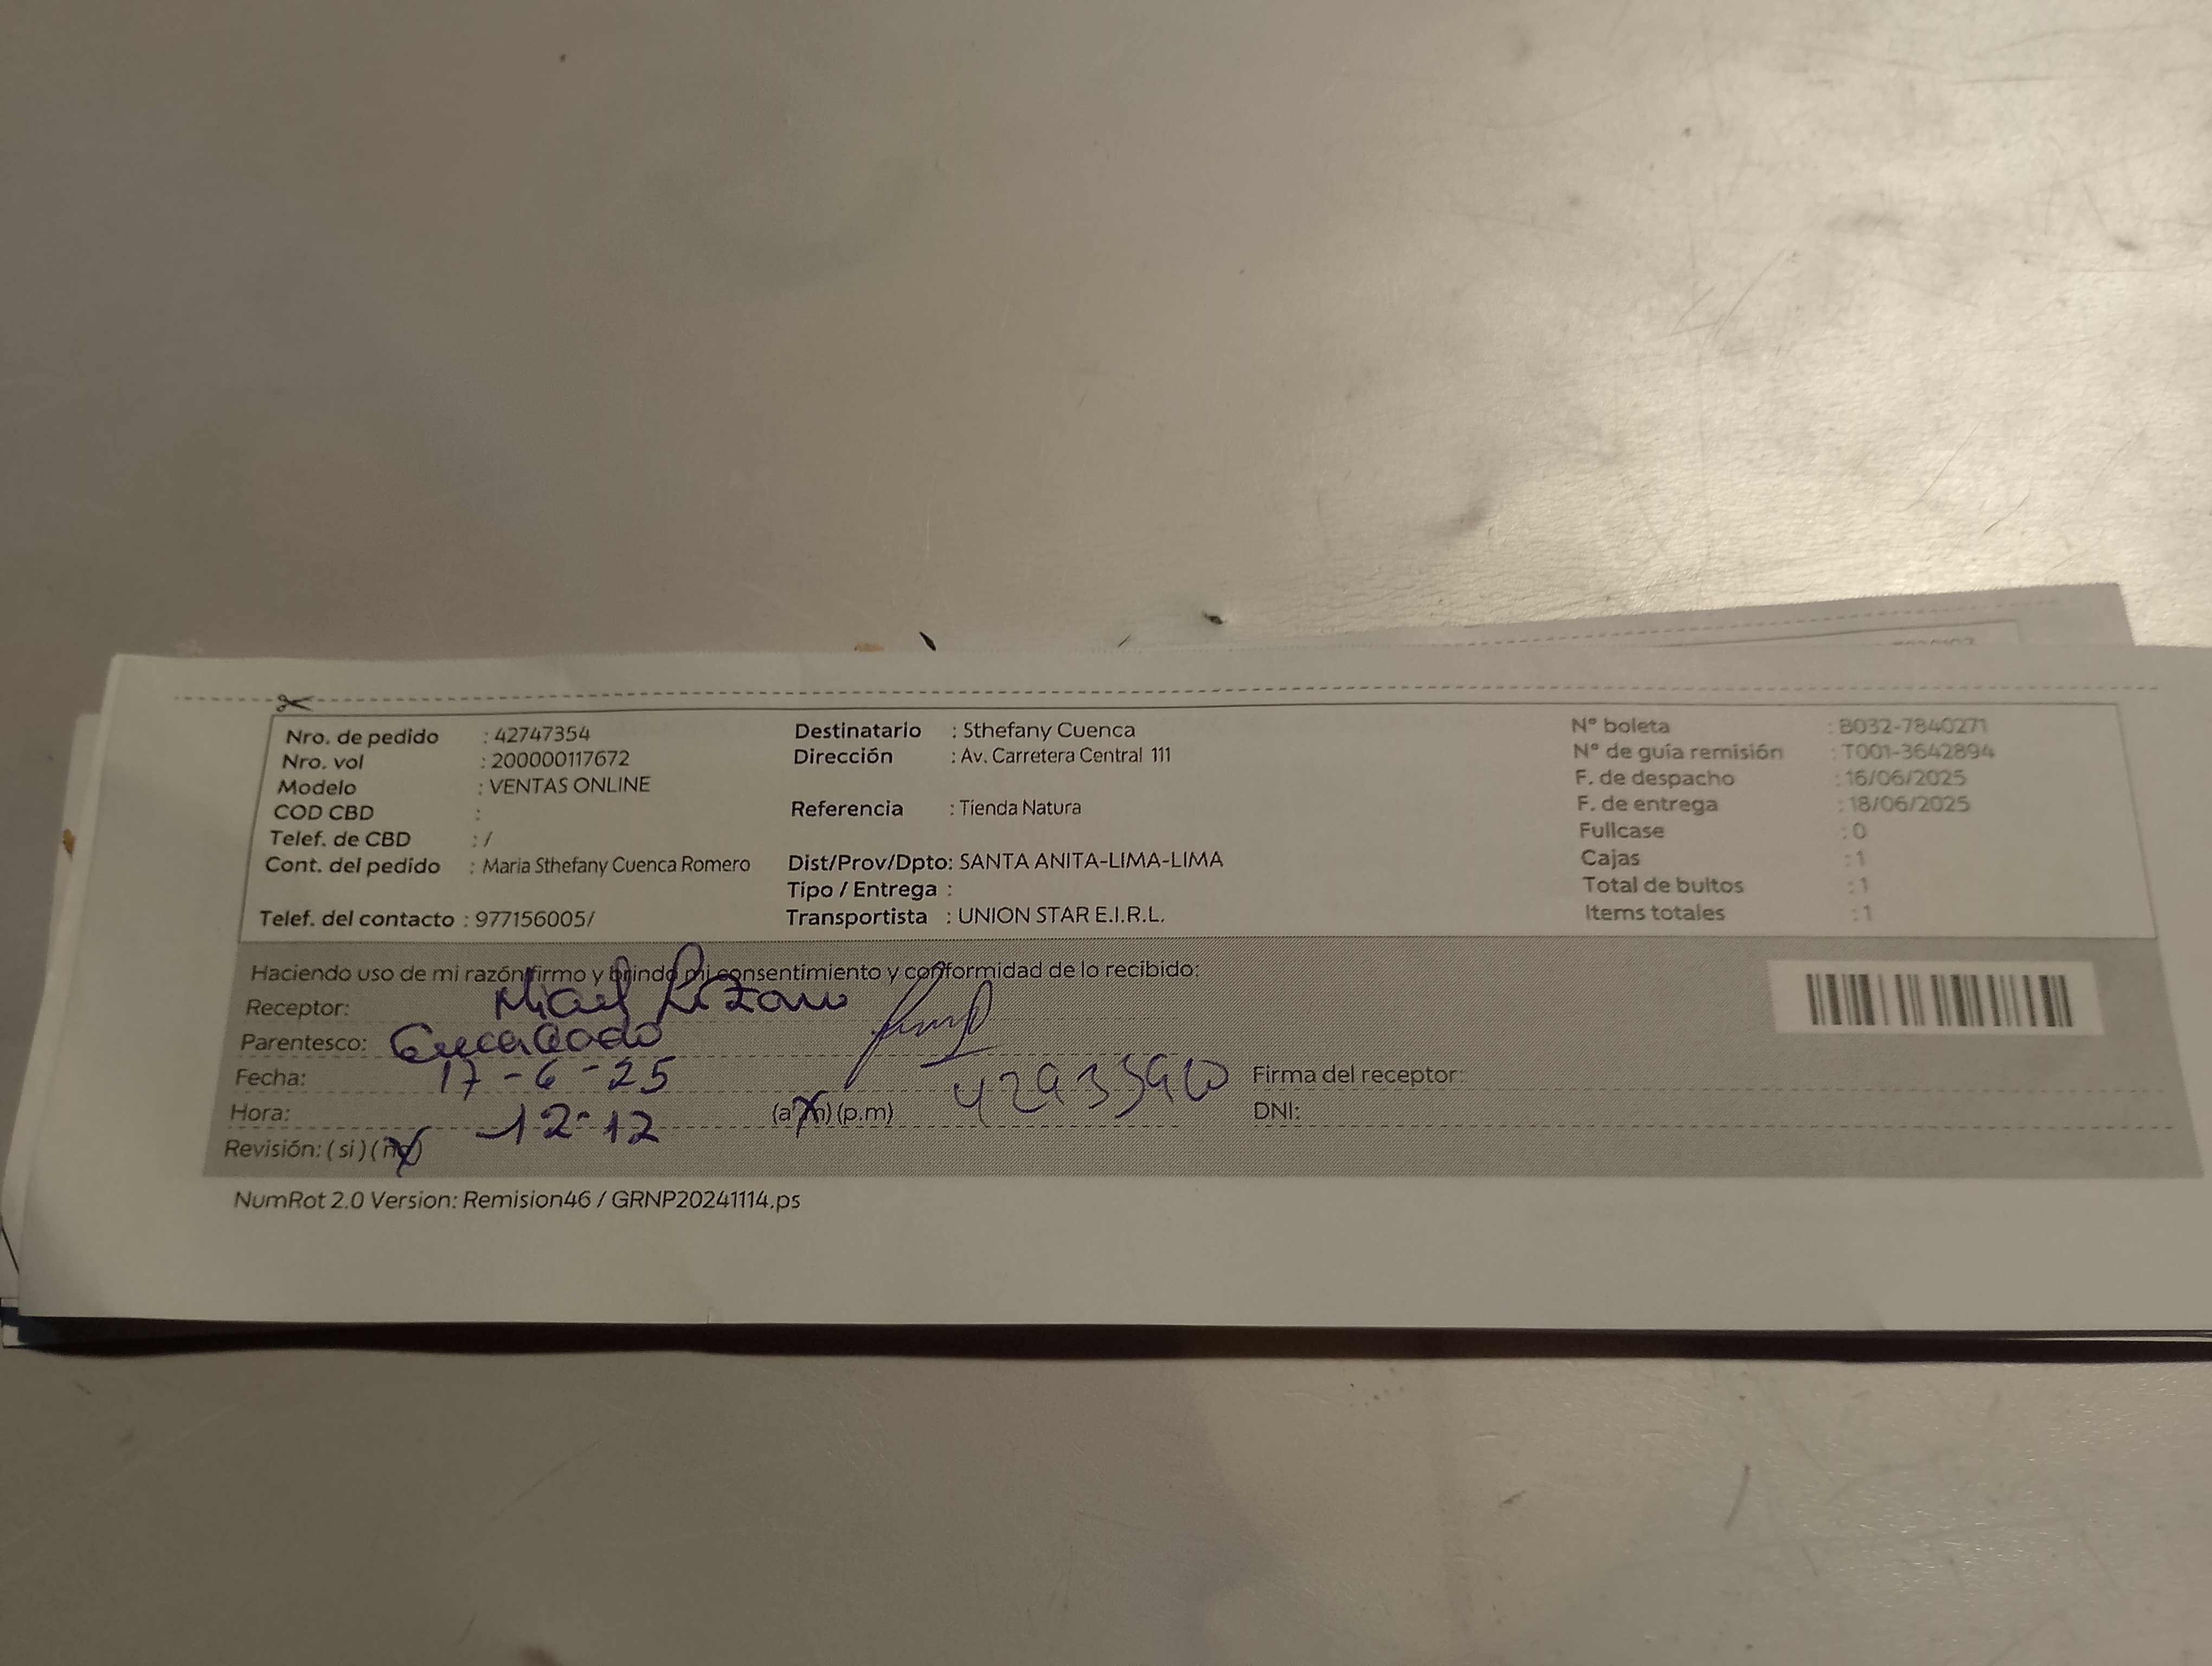 Nro. de pedido : 42747354
Nro. vol : 200000117672
Modelo : VENTAS ONLINE
COD CBD :
Telef. de CBD : /
Cont. del pedido : Maria Sthefany Cuenca Romero
Telef. del contacto : 977156005/
Destinatario : Sthefany Cuenca
Dirección : Av. Carretera Central 111
Referencia : Tienda Natura
Dist/Prov/Dpto: SANTA ANITA-LIMA-LIMA
Tipo / Entrega :
Transportista : UNION STAR E.I.R.L.
N° boleta : B032-7840271
N° de guía remisión : T001-3642894
F. de despacho : 16/06/2025
F. de entrega : 18/06/2025
Fullcase : 0
Cajas : 1
Total de bultos : 1
Items totales : 1
Haciendo uso de mi razón firmo y brindo mi consentimiento y conformidad de lo recibido:
Receptor:
Parentesco:
Fecha: 17-6-25
Firma del receptor:
Hora: 12-12 (a.m) (p.m)
DNI:
Revisión: ( si ) ( no )
NumRot 2.0 Version: Remision46 / GRNP20241114.ps